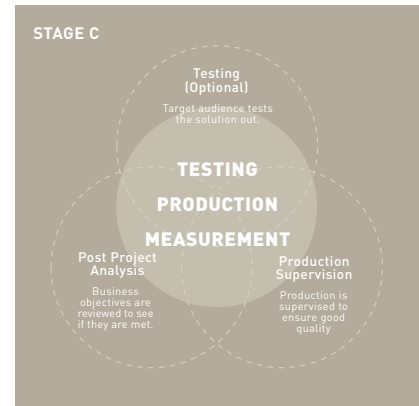 STAGE C
Testing
(Optional)
Target audience tests
the solution out.
TESTING
PRODUCTION
MEASUREMENT
Post Project
Analysis
Business
objectives are
reviewed to see
if they are met.
Production
Supervision
Production is
supervised to
ensure good
quality